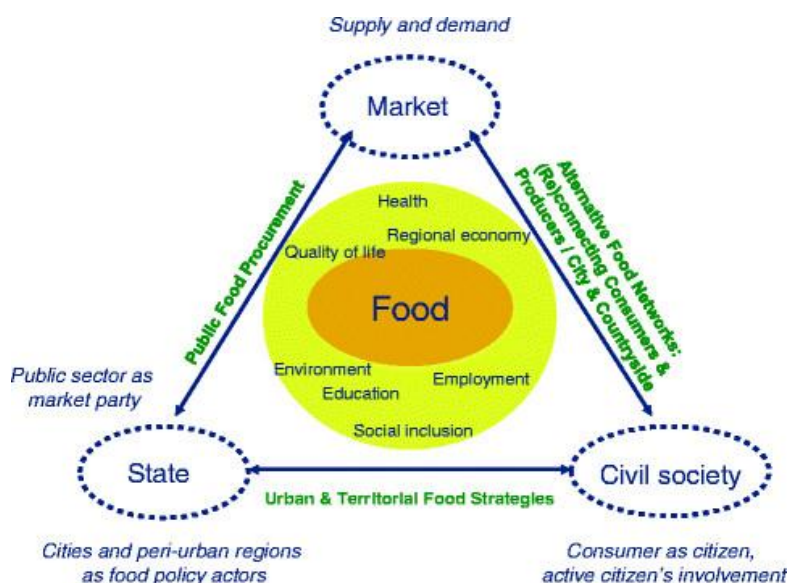 Supply and demand
Market
Public Food Procurement
Alternative Food Networks:
(Re)connecting Consumers &
Producers / City & Countryside
Health
Regional economy
Quality of life
Food
Environment
Education
Employment
Social inclusion
Public sector as
market party
State
Civil society
Urban & Territorial Food Strategies
Cities and peri-urban regions
as food policy actors
Consumer as citizen,
active citizen's involvement